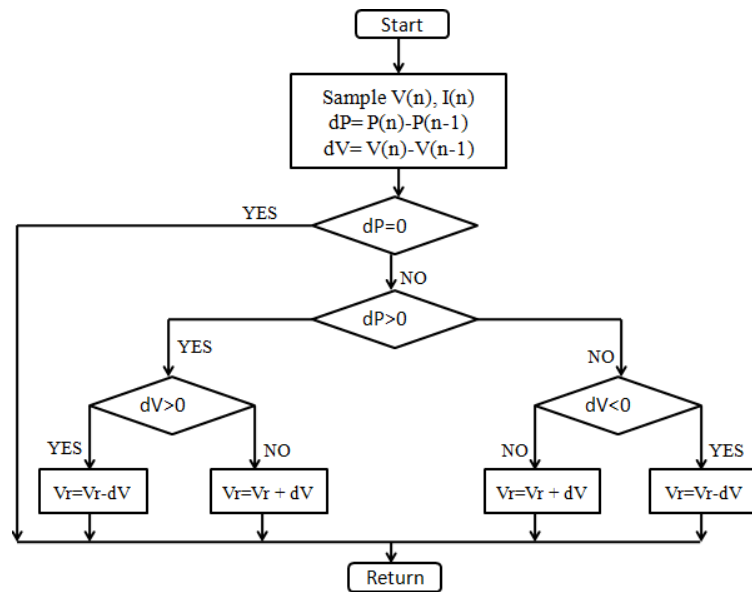 Start
Sample V(n), I(n)
dP= P(n)-P(n-1)
dV= V(n)-V(n-1)
YES
dP=0
NO
dP>0
YES
NO
dV>0
dV<0
YES
NO
NO
YES
Vr=Vr-dV
Vr=Vr + dV
Vr=Vr + dV
Vr=Vr-dV
Return